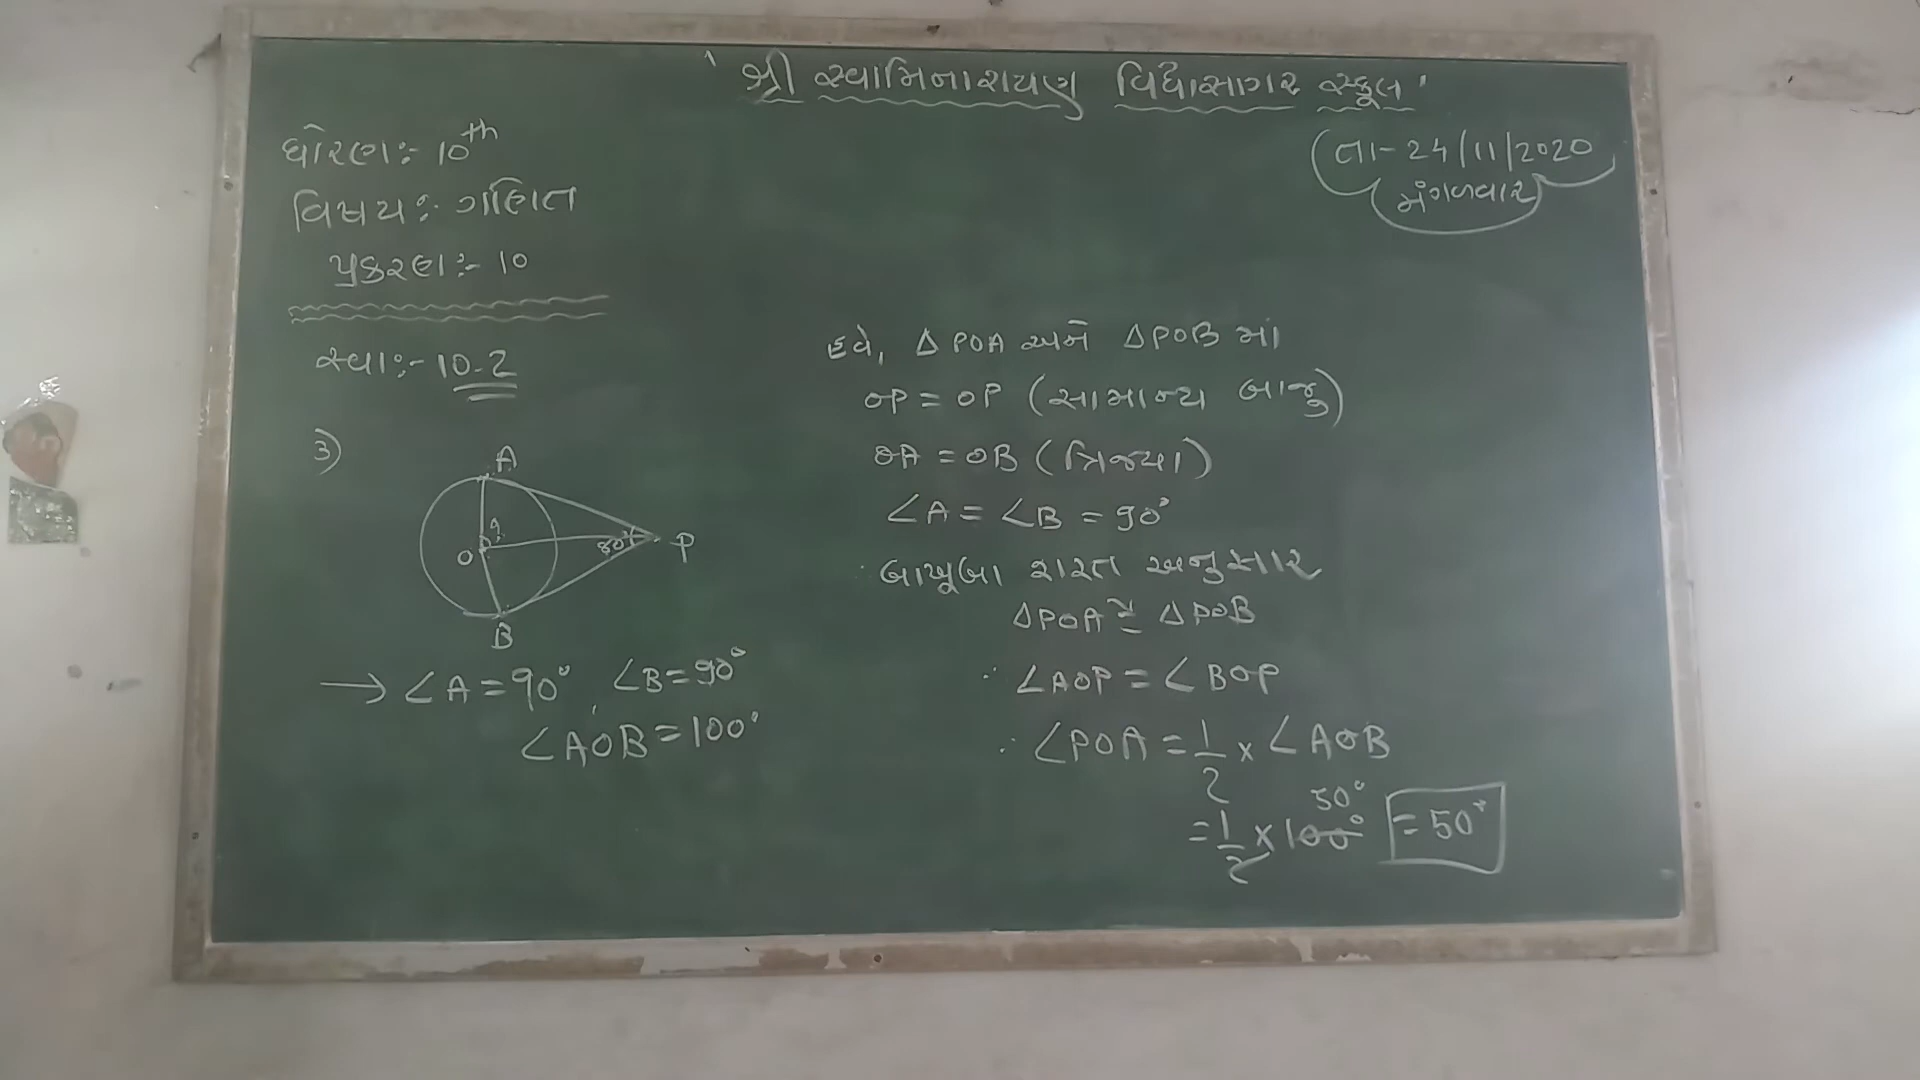 ' શ્રી સ્વામિનારાયણ વિદ્યાસાગર સ્કૂલ '
ધોરણ:- 10th
વિષય:- ગણિત
પ્રકરણ:- 10
તા- 24/11/2020
મંગળવાર
સ્વા:- 10.2
3)
A
O
80°
P
B
→ ∠A = 90°, ∠B = 90°
∠AOB = 100°
હવે, △POA અને △POB માં
OP = OP (સામાન્ય બાજુ)
OA = OB (ત્રિજ્યા)
∠A = ∠B = 90°
બાખૂબા શરત અનુસાર
△POA ≅ △POB
∴ ∠AOP = ∠BOP
∴ ∠POA = 1/2 × ∠AOB
50°
= 1/2 × 100° = 50°